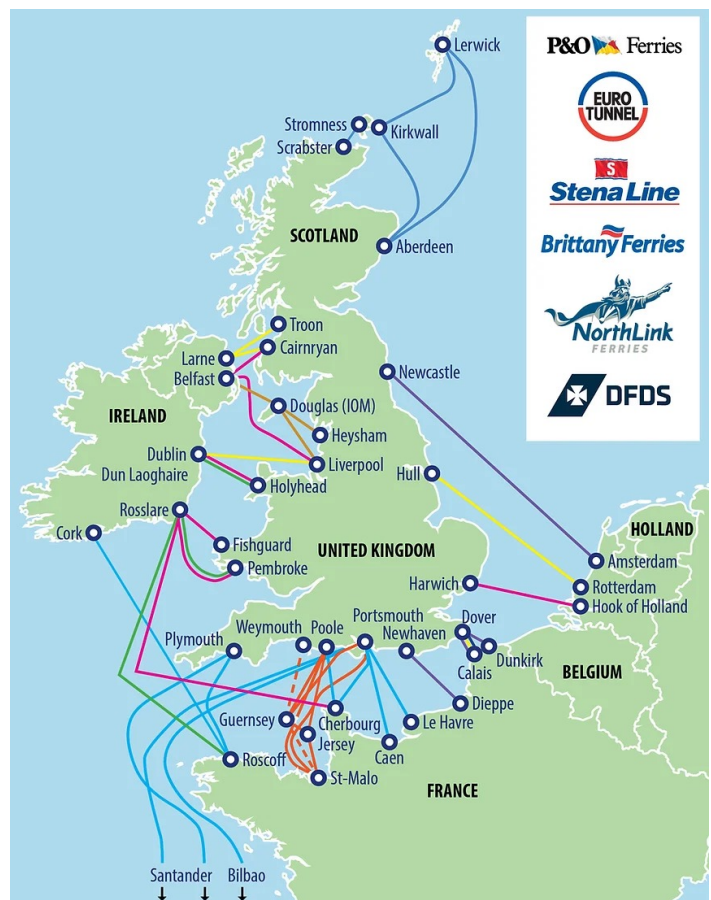 Lerwick
Stromness
Kirkwall
Scrabster
SCOTLAND
Aberdeen
Troon
Cairnryan
Larne
Belfast
Newcastle
IRELAND
Douglas (IOM)
Heysham
Dublin
Dun Laoghaire
Liverpool
Holyhead
Hull
Rosslare
Cork
Fishguard
Pembroke
UNITED KINGDOM
HOLLAND
Amsterdam
Rotterdam
Hook of Holland
Harwich
Plymouth
Weymouth
Poole
Portsmouth
Newhaven
Dover
Calais
Dunkirk
BELGIUM
Dieppe
Guernsey
Cherbourg
Jersey
Le Havre
Caen
Roscoff
St-Malo
FRANCE
Santander
Bilbao
P&O Ferries
EURO
TUNNEL
S
Stena Line
Brittany Ferries
NorthLink
FERRIES
DFDS